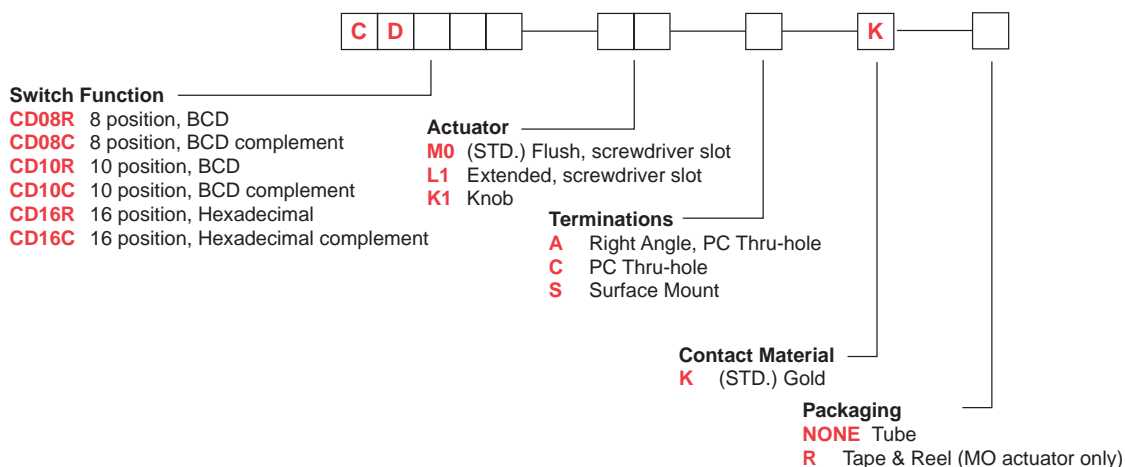 C D K
Switch Function
CD08R 8 position, BCD
CD08C 8 position, BCD complement
CD10R 10 position, BCD
CD10C 10 position, BCD complement
CD16R 16 position, Hexadecimal
CD16C 16 position, Hexadecimal complement
Actuator
M0 (STD.) Flush, screwdriver slot
L1 Extended, screwdriver slot
K1 Knob
Terminations
A Right Angle, PC Thru-hole
C PC Thru-hole
S Surface Mount
Contact Material
K (STD.) Gold
Packaging
NONE Tube
R Tape & Reel (MO actuator only)